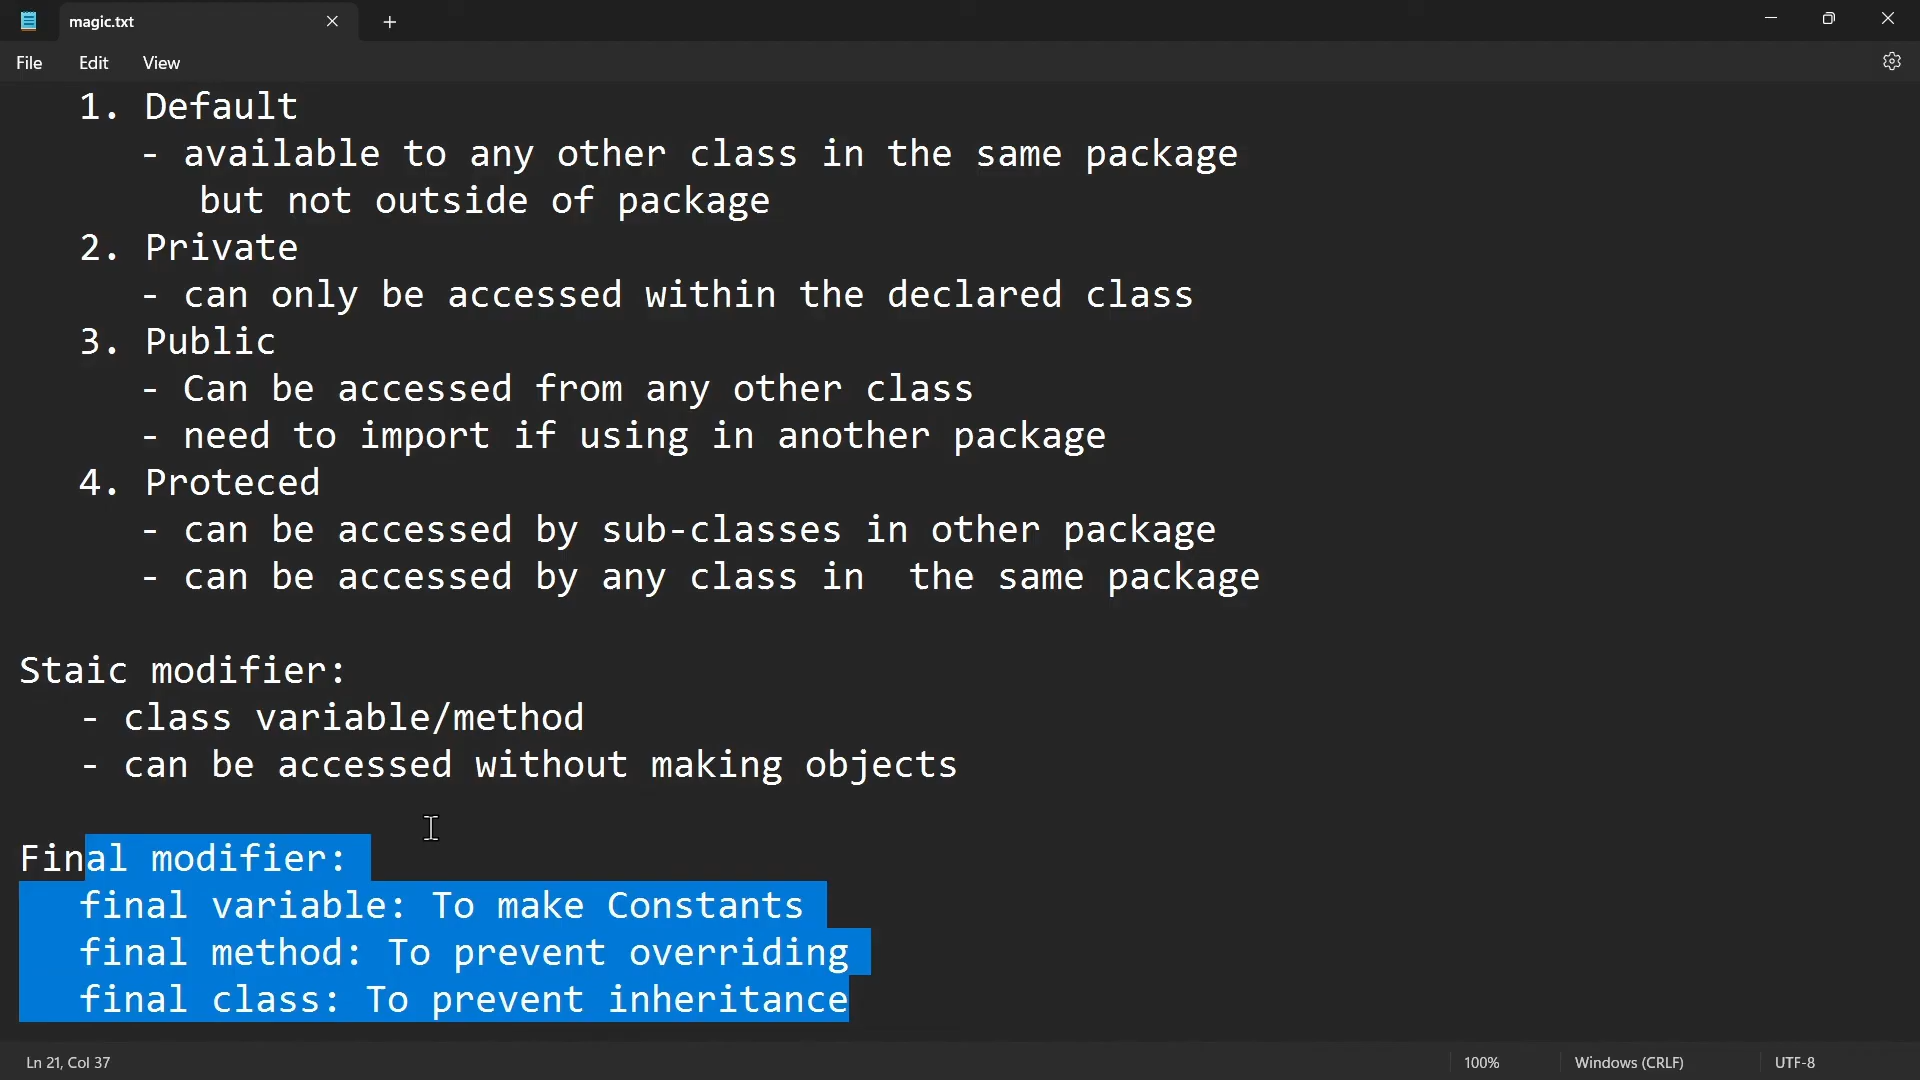 magic.txt
File Edit View
1. Default
- available to any other class in the same package
but not outside of package
2. Private
- can only be accessed within the declared class
3. Public
- Can be accessed from any other class
- need to import if using in another package
4. Proteced
- can be accessed by sub-classes in other package
- can be accessed by any class in  the same package
Staic modifier:
- class variable/method
- can be accessed without making objects
Final modifier:
final variable: To make Constants
final method: To prevent overriding
final class: To prevent inheritance
Ln 21, Col 37 100% Windows (CRLF) UTF-8